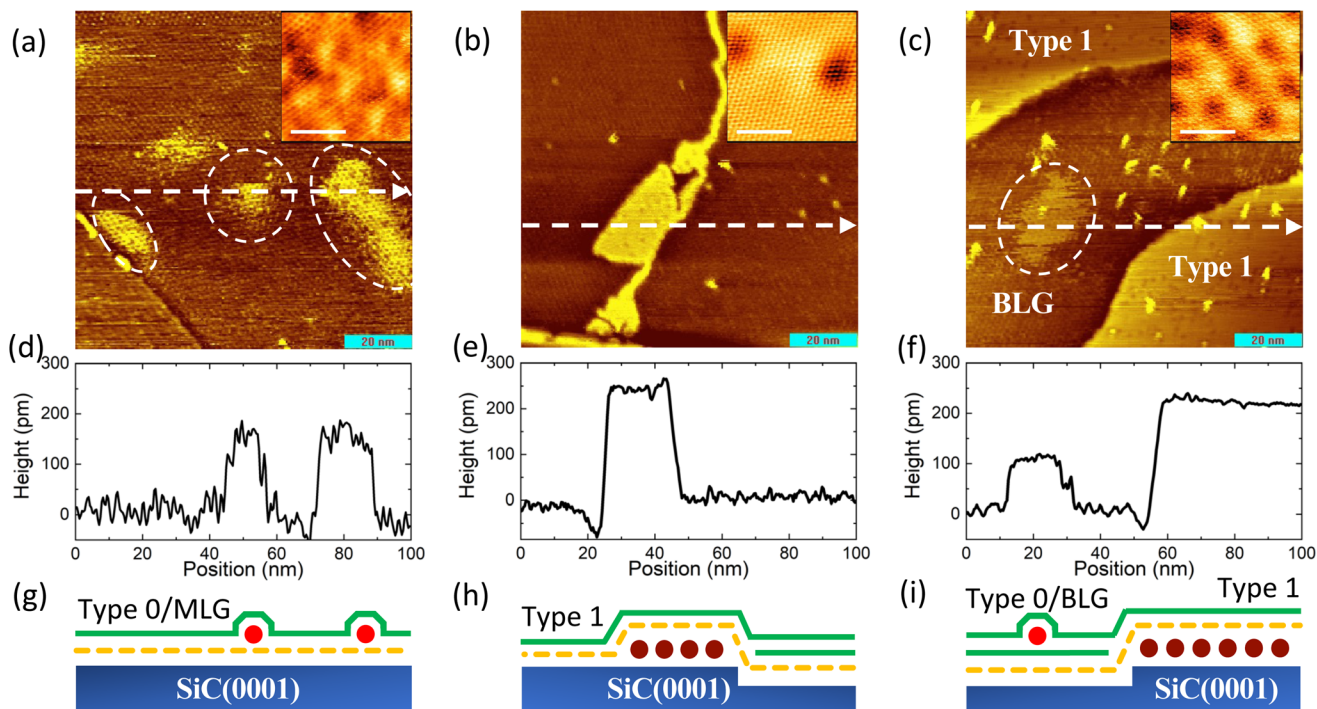 (a)
20 nm
(b)
20 nm
(c)
Type 1
Type 1
BLG
20 nm
(d)
300
200
100
0
Height (pm)
0 20 40 60 80 100
Position (nm)
(e)
300
200
100
0
Height (pm)
0 20 40 60 80 100
Position (nm)
(f)
300
200
100
0
Height (pm)
0 20 40 60 80 100
Position (nm)
(g)
Type 0/MLG
SiC(0001)
(h)
Type 1
SiC(0001)
(i)
Type 0/BLG
Type 1
SiC(0001)